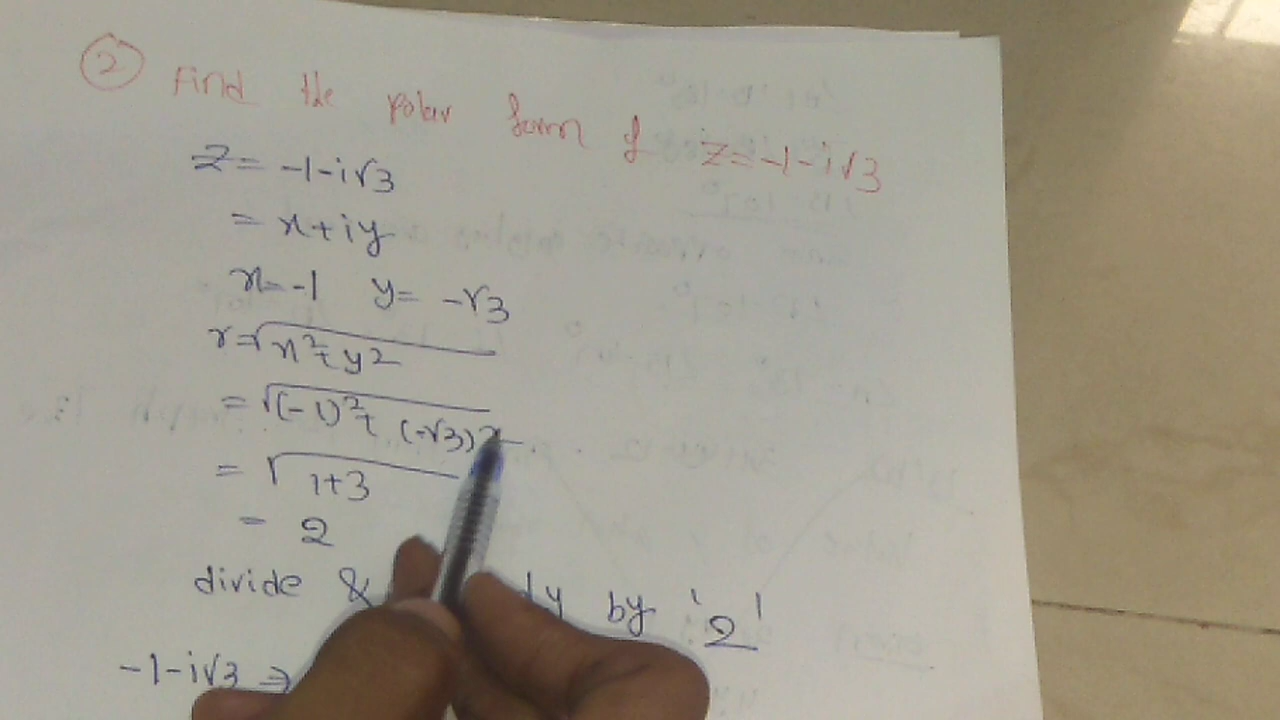 2 Find the polar form of z=-1-i√3
z= -1-i√3
= x+iy
x=-1 y= -√3
r=√x²+y²
= √(-1)²+(-√3)²
= √1+3
= 2
divide & by '2'
-1-i√3 ⇒